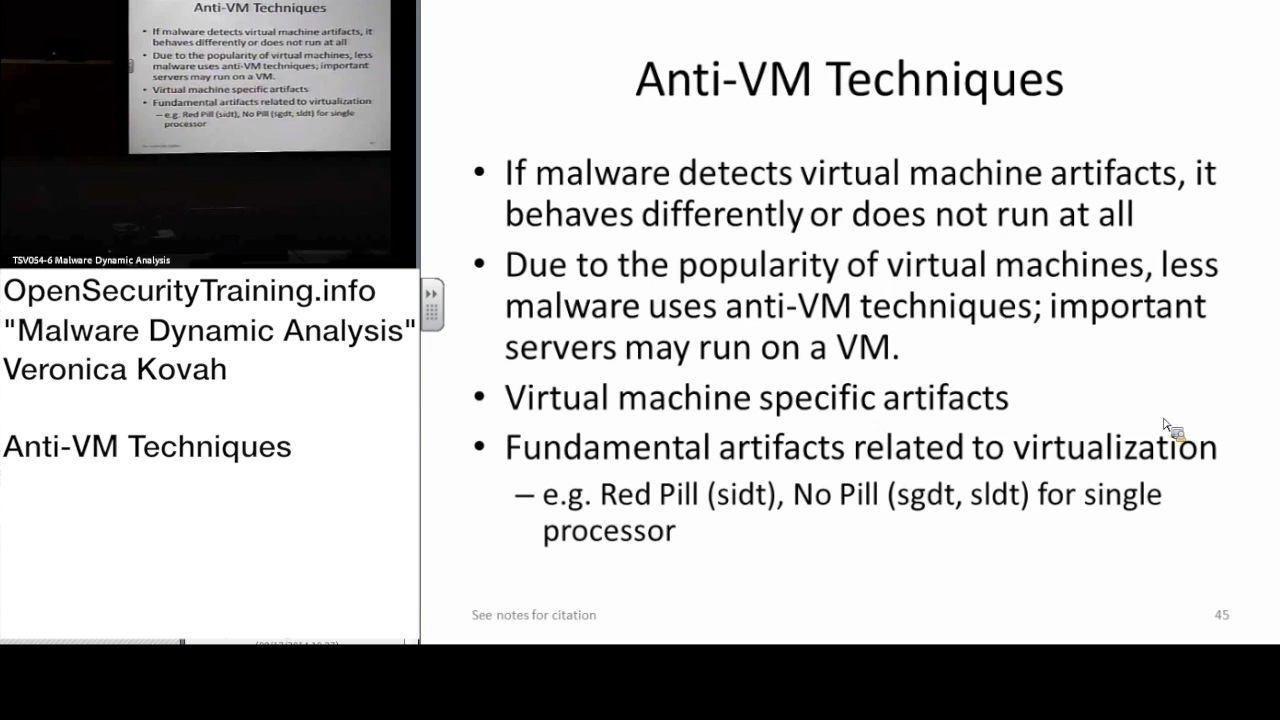 Anti-VM Techniques
• If malware detects virtual machine artifacts, it
behaves differently or does not run at all
• Due to the popularity of virtual machines, less
malware uses anti-VM techniques; important
servers may run on a VM.
• Virtual machine specific artifacts
• Fundamental artifacts related to virtualization
– e.g. Red Pill (sidt), No Pill (sgdt, sldt) for single
processor
TSV054-6 Malware Dynamic Analysis
OpenSecurityTraining.info
"Malware Dynamic Analysis"
Veronica Kovah
Anti-VM Techniques
Anti-VM Techniques
• If malware detects virtual machine artifacts, it
behaves differently or does not run at all
• Due to the popularity of virtual machines, less
malware uses anti-VM techniques; important
servers may run on a VM.
• Virtual machine specific artifacts
• Fundamental artifacts related to virtualization
– e.g. Red Pill (sidt), No Pill (sgdt, sldt) for single
processor
See notes for citation
45